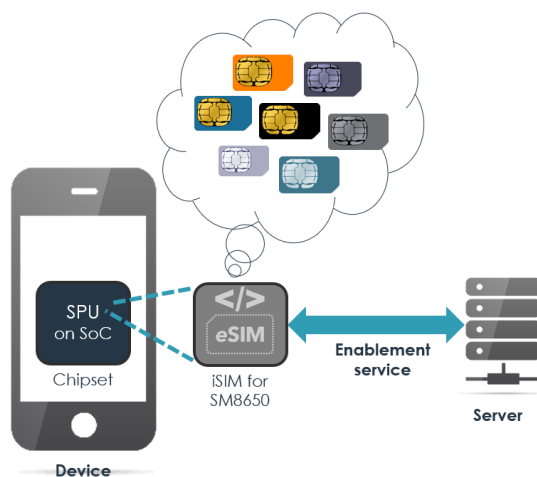 SPU
on SoC
Chipset
Device
</>
eSIM
iSIM for
SM8650
Enablement
service
Server